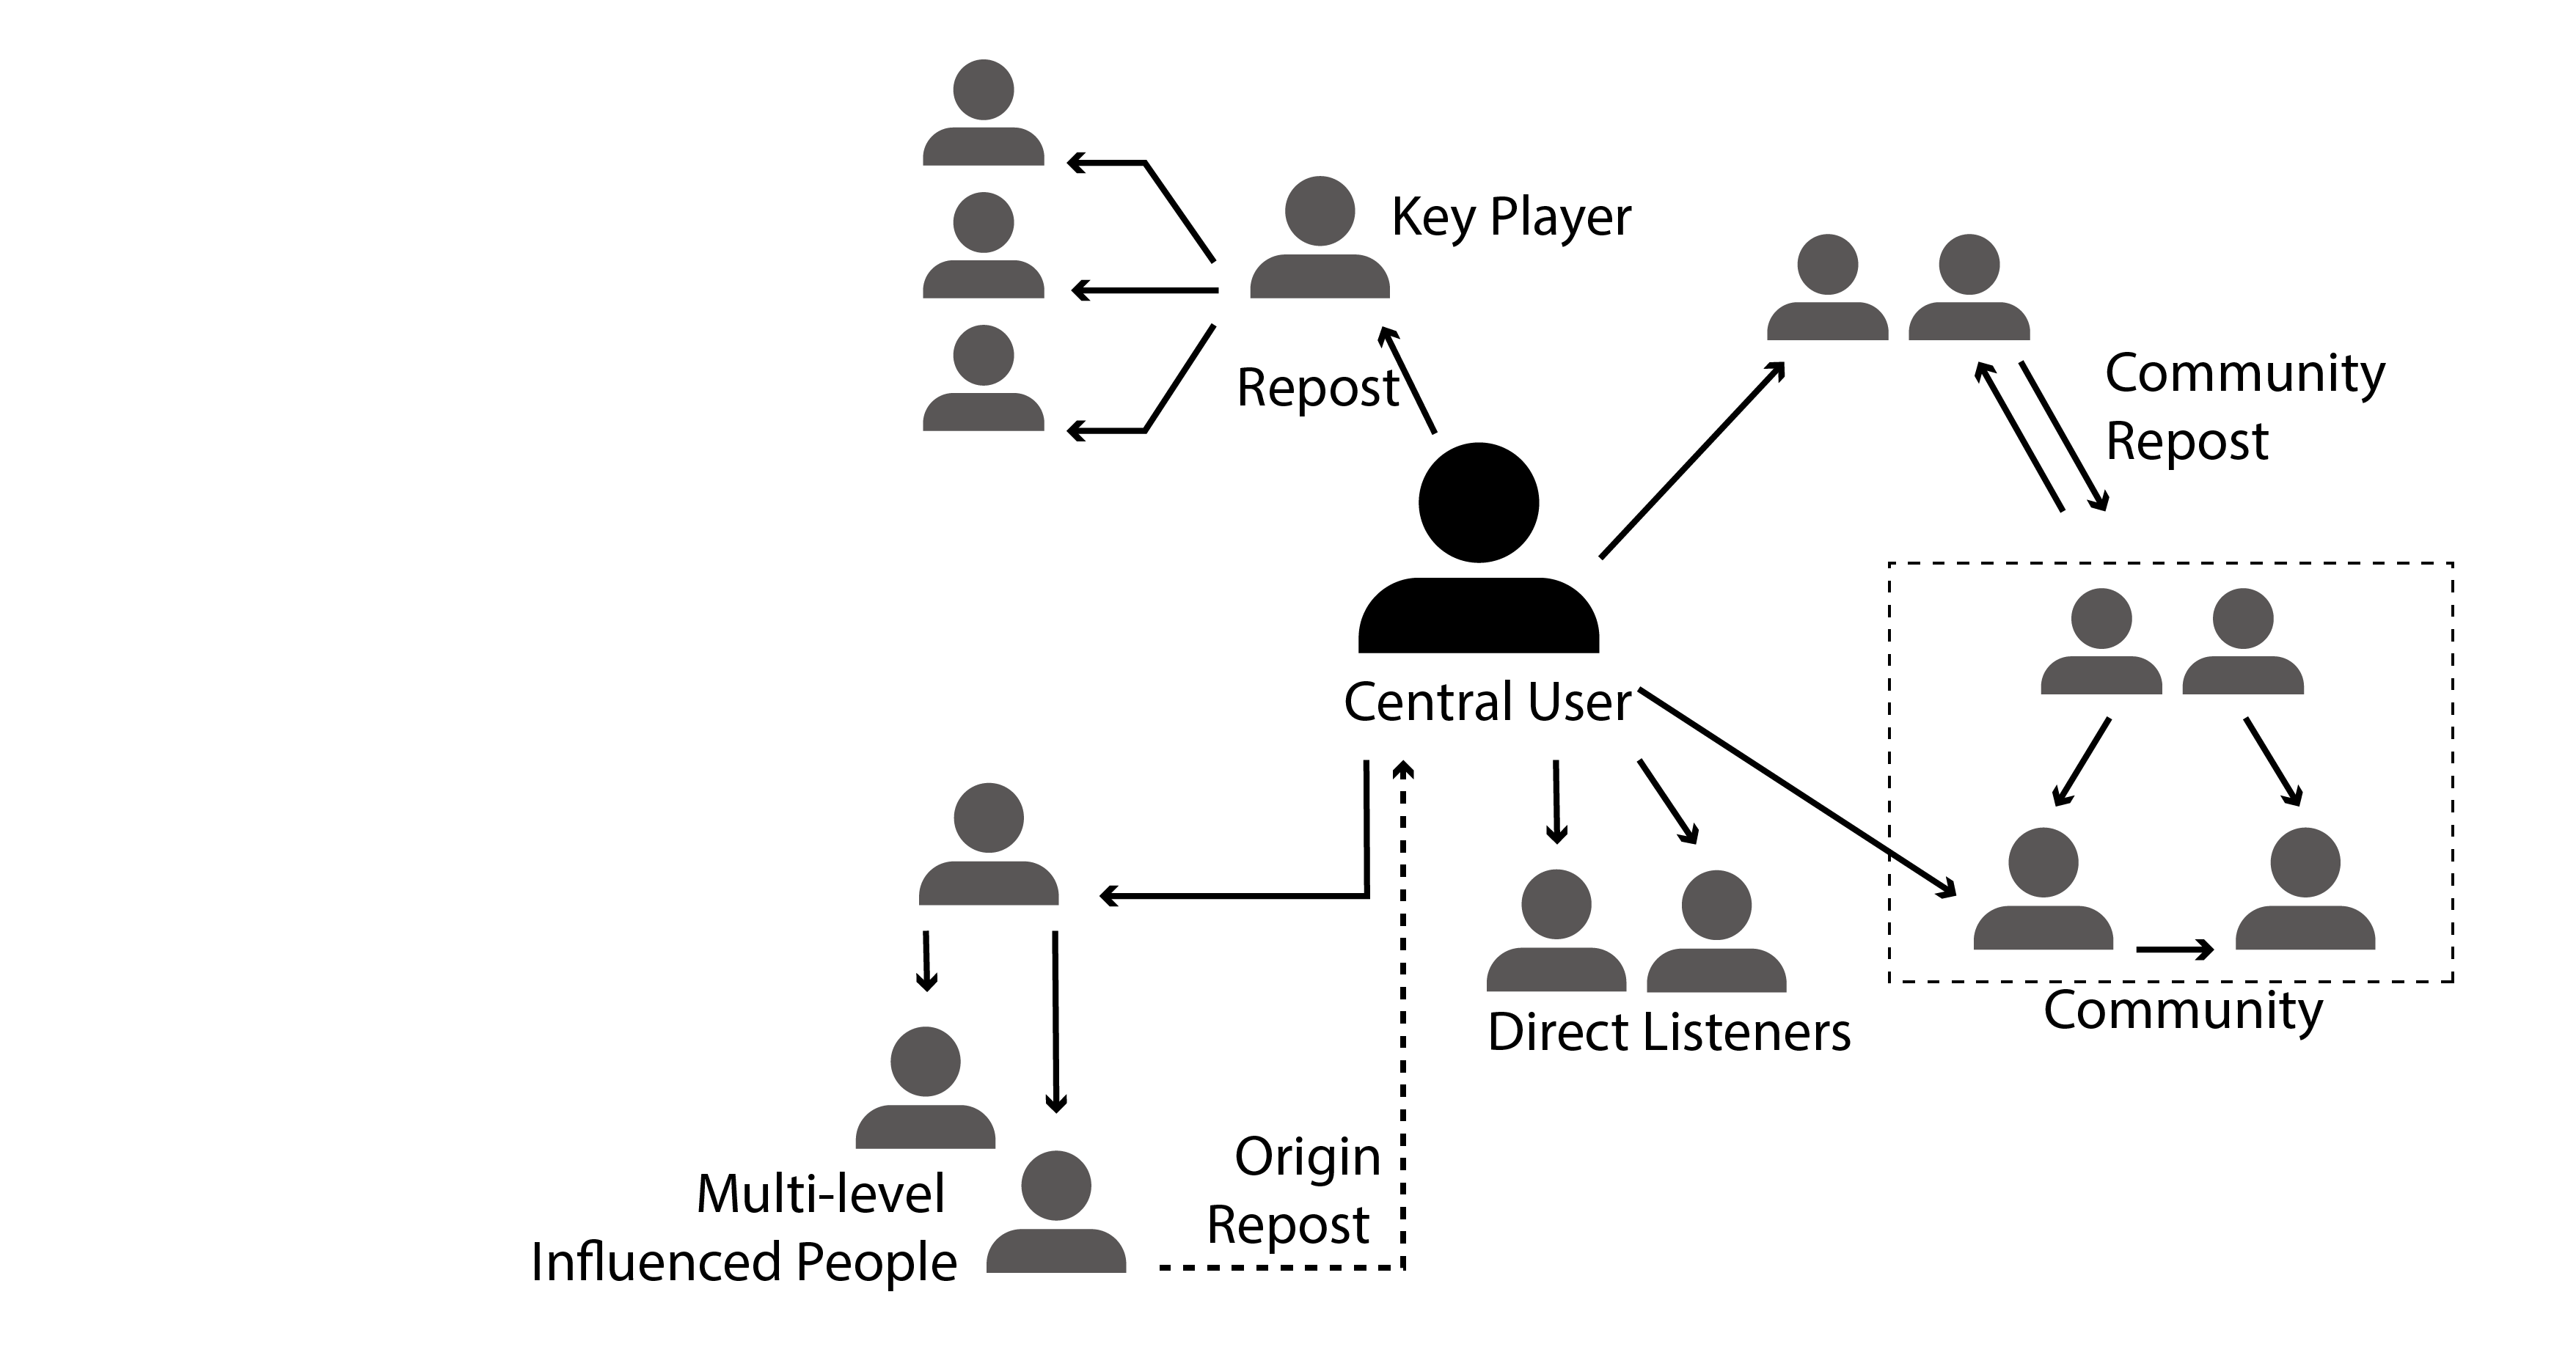 Key Player
Repost
Community
Repost
Central User
Direct Listeners
Community
Origin
Repost
Multi-level
Influenced People